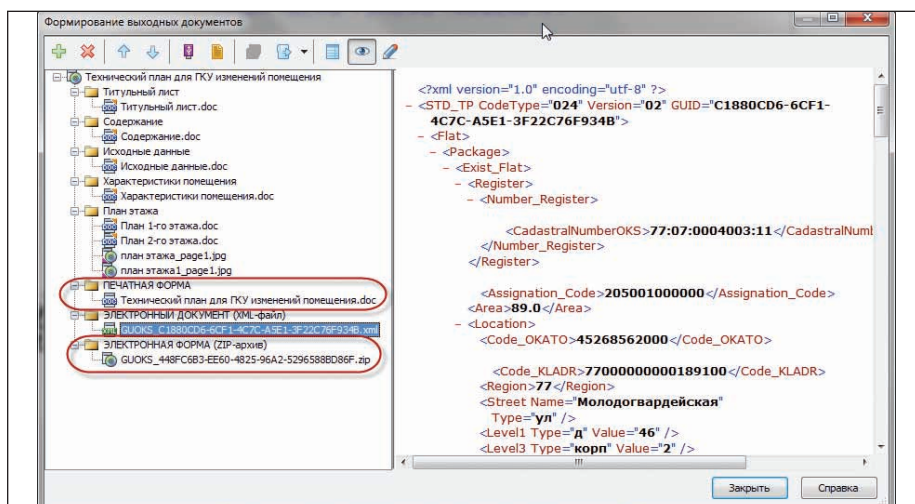 Формирование выходных документов
Технический план для ГКУ изменений помещения
Титульный лист
Титульный лист.doc
Содержание
Содержание.doc
Исходные данные
Исходные данные.doc
Характеристики помещения
Характеристики помещения.doc
План этажа
План 1-го этажа.doc
План 2-го этажа.doc
план этажа_page1.jpg
план этажа1_page1.jpg
ПЕЧАТНАЯ ФОРМА
Технический план для ГКУ изменений помещения.doc
ЭЛЕКТРОННЫЙ ДОКУМЕНТ (XML-файл)
GUOKS_C1880CD6-6CF1-4C7C-A5E1-3F22C76F934B.xml
ЭЛЕКТРОННАЯ ФОРМА (ZIP-архив)
GUOKS_448FC6B3-EE60-4825-96A2-5296588BD86F.zip
<?xml version="1.0" encoding="utf-8" ?>
- <STD_TP CodeType="024" Version="02" GUID="C1880CD6-6CF1-
4C7C-A5E1-3F22C76F934B">
- <Flat>
- <Package>
- <Exist_Flat>
- <Register>
- <Number_Register>
<CadastralNumberOKS>77:07:0004003:11</CadastralNumb
</Number_Register>
</Register>
<Assignation_Code>205001000000</Assignation_Code>
<Area>89.0</Area>
- <Location>
<Code_OKATO>45268562000</Code_OKATO>
<Code_KLADR>77000000000189100</Code_KLADR>
<Region>77</Region>
<Street Name="Молодогвардейская"
Type="ул" />
<Level1 Type="д" Value="46" />
<Level3 Type="корп" Value="2" />
Закрыть
Справка